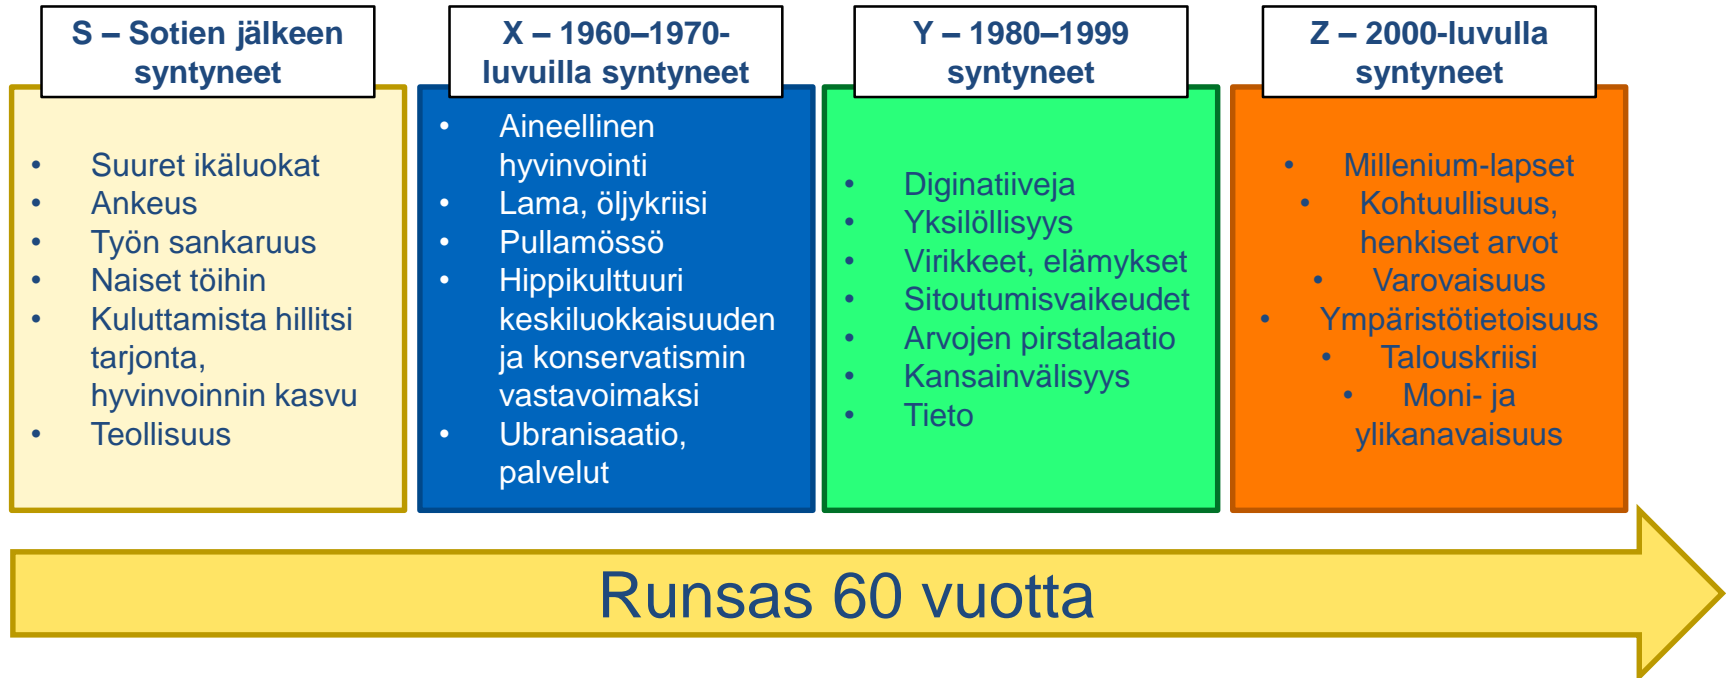 S – Sotien jälkeen
syntyneet
• Suuret ikäluokat
• Ankeus
• Työn sankaruus
• Naiset töihin
• Kuluttamista hillitsi
tarjonta,
hyvinvoinnin kasvu
• Teollisuus
X – 1960–1970-
luvuilla syntyneet
• Aineellinen
hyvinvointi
• Lama, öljykriisi
• Pullamössö
• Hippikulttuuri
keskiluokkaisuuden
ja konservatismin
vastavoimaksi
• Ubranisaatio,
palvelut
Y – 1980–1999
syntyneet
• Diginatiiveja
• Yksilöllisyys
• Virikkeet, elämykset
• Sitoutumisvaikeudet
• Arvojen pirstalaatio
• Kansainvälisyys
• Tieto
Z – 2000-luvulla
syntyneet
• Millenium-lapset
• Kohtuullisuus,
henkiset arvot
• Varovaisuus
• Ympäristötietoisuus
• Talouskriisi
• Moni- ja
ylikanavaisuus
Runsas 60 vuotta